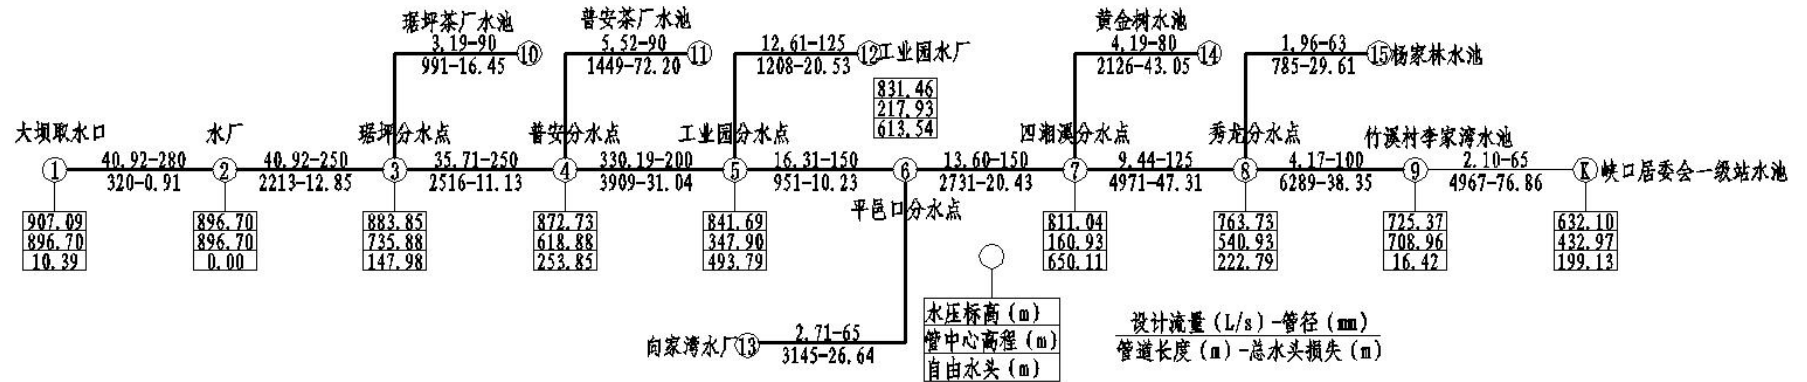 琚坪茶厂水池
普安茶厂水池
黄金树水池
3.19-90
⑩
991-16.45
5.52-90
⑪
1449-72.20
12.61-125
⑫工业园水厂
1208-20.53
4.19-80
⑭
2126-43.05
1.96-63
⑮杨家林水池
785-29.61
831.46
217.93
613.54
大坝取水口
水厂
琚坪分水点
普安分水点
工业园分水点
四湘溪分水点
秀龙分水点
竹溪村李家湾水池
① 40.92-280 ② 40.92-250 ③ 35.71-250 ④ 330.19-200 ⑤ 16.31-150 ⑥ 13.60-150 ⑦ 9.44-125 ⑧ 4.17-100 ⑨ 2.10-65 K 峡口居委会一级站水池
320-0.91 2213-12.85 2516-11.13 3909-31.04 951-10.23 2731-20.43 4971-47.31 6289-38.35 4967-76.86
平邑口分水点
907.09
896.70
10.39
896.70
896.70
0.00
883.85
735.88
147.98
872.73
618.88
253.85
841.69
347.90
493.79
811.04
160.93
650.11
763.73
540.93
222.79
725.37
708.96
16.42
632.10
432.97
199.13
向家湾水厂⑬
2.71-65
3145-26.64
水压标高(m)
管中心高程(m)
自由水头(m)
设计流量(L/s)-管径(mm)
管道长度(m)-总水头损失(m)